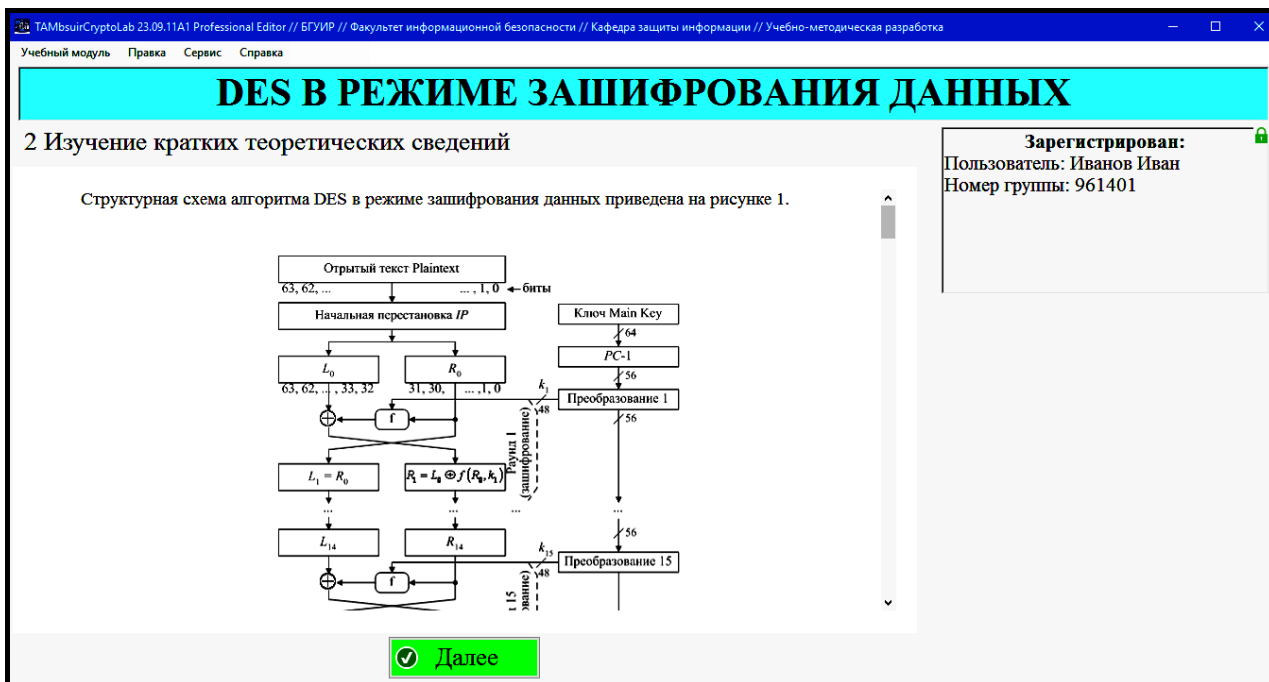 TAMbsuirCryptoLab 23.09.11A1 Professional Editor // БГУИР // Факультет информационной безопасности // Кафедра защиты информации // Учебно-методическая разработка
Учебный модуль Правка Сервис Справка
DES В РЕЖИМЕ ЗАШИФРОВАНИЯ ДАННЫХ
2 Изучение кратких теоретических сведений
Зарегистрирован:
Пользователь: Иванов Иван
Номер группы: 961401
Структурная схема алгоритма DES в режиме зашифрования данных приведена на рисунке 1.
Отрытый текст Plaintext
63, 62, ... ... , 1, 0 биты
Начальная перестановка IP
Ключ Main Key
64
PC-1
56
L₀ R₀
63, 62, ... , 33, 32 31, 30, ... ,1, 0
k₁
48
Преобразование 1
56
f
Раунд 1
(зашифрование)
L₁ = R₀ R₁ = L₀ ⊕ f(R₀, k₁)
... ... ... ...
56
L₁₄ R₁₄
k₁₅
48
Преобразование 15
f
15
ование)
Далее